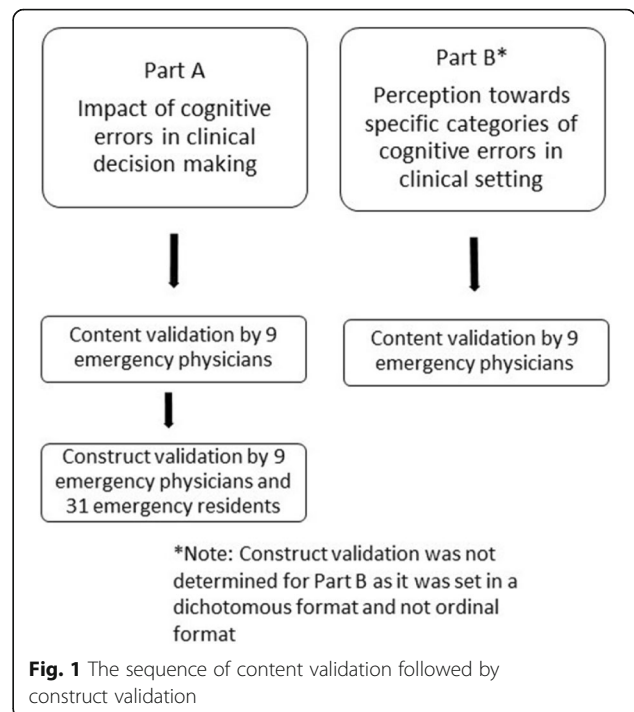 Part A
Impact of cognitive
errors in clinical
decision making
Part B*
Perception towards
specific categories of
cognitive errors in
clinical setting
Content validation by 9
emergency physicians
Content validation by 9
emergency physicians
Construct validation by 9
emergency physicians and
31 emergency residents
*Note: Construct validation was not
determined for Part B as it was set in a
dichotomous format and not ordinal
format
Fig. 1 The sequence of content validation followed by
construct validation